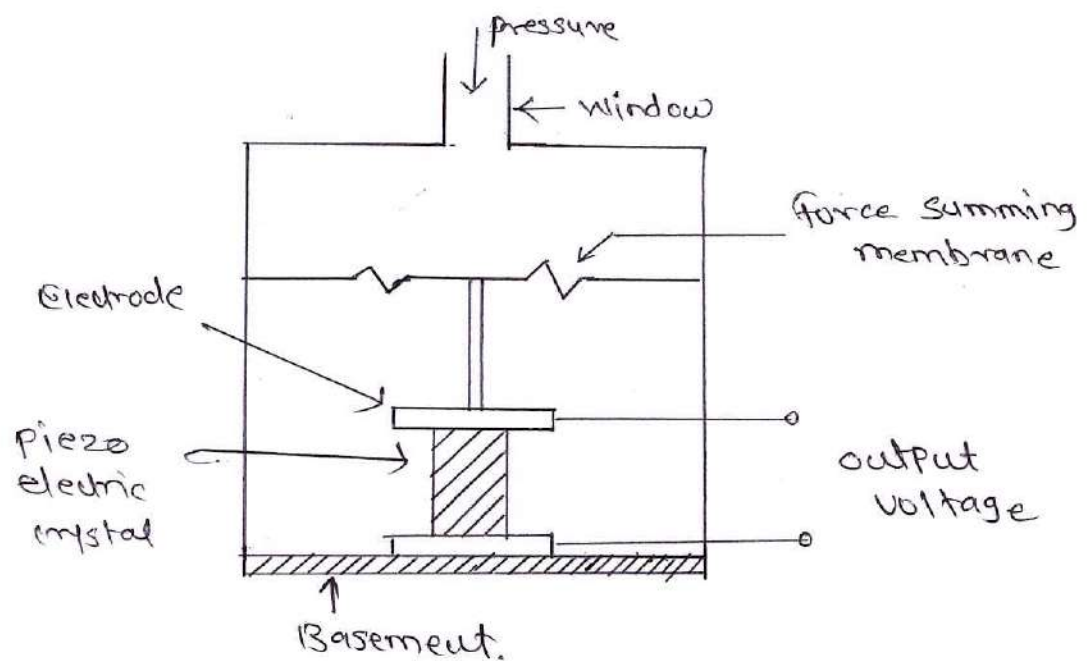 pressure
window
force summing
membrane
Electrode
Piezo
electric
crystal
output
voltage
Basement.